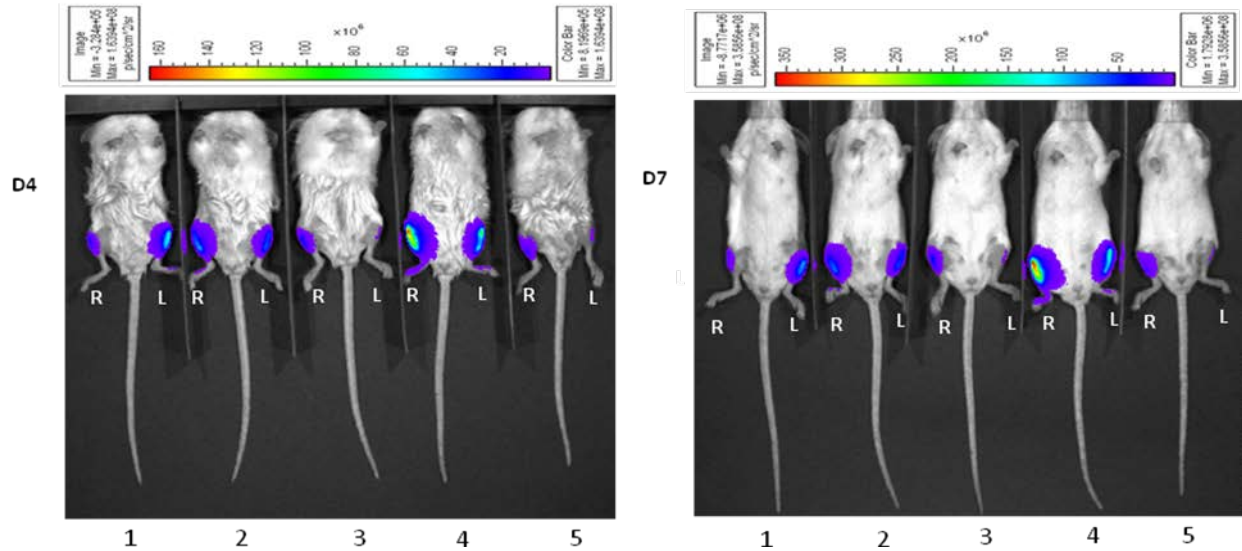 Image
Min = -3.284e+05
Max = 1.6394e+08
p/sec/cm^2/sr
×10⁶
160 140 120 100 80 60 40 20
Color Bar
Min = 8.1969e+05
Max = 1.6394e+08
D4
R L R L R L R L R L
1 2 3 4 5
Image
Min = -8.7717e+06
Max = 3.5856e+08
p/sec/cm^2/sr
×10⁶
350 300 250 200 150 100 50
Color Bar
Min = 1.7928e+06
Max = 3.5856e+08
D7
R L R L R L R L R L
1 2 3 4 5